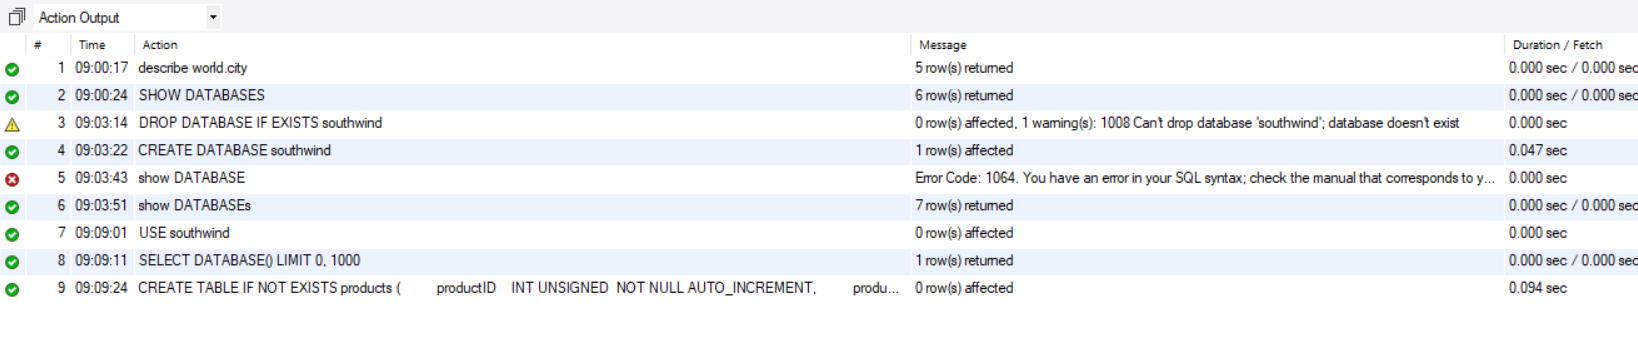 Action Output
# Time Action Message Duration / Fetch
1 09:00:17 describe world.city 5 row(s) returned 0.000 sec / 0.000 sec
2 09:00:24 SHOW DATABASES 6 row(s) returned 0.000 sec / 0.000 sec
3 09:03:14 DROP DATABASE IF EXISTS southwind 0 row(s) affected, 1 warning(s): 1008 Can't drop database 'southwind'; database doesn't exist 0.000 sec
4 09:03:22 CREATE DATABASE southwind 1 row(s) affected 0.047 sec
5 09:03:43 show DATABASE Error Code: 1064. You have an error in your SQL syntax; check the manual that corresponds to y... 0.000 sec
6 09:03:51 show DATABASEs 7 row(s) returned 0.000 sec / 0.000 sec
7 09:09:01 USE southwind 0 row(s) affected 0.000 sec
8 09:09:11 SELECT DATABASE() LIMIT 0, 1000 1 row(s) returned 0.000 sec / 0.000 sec
9 09:09:24 CREATE TABLE IF NOT EXISTS products ( productID INT UNSIGNED NOT NULL AUTO_INCREMENT, produ... 0 row(s) affected 0.094 sec